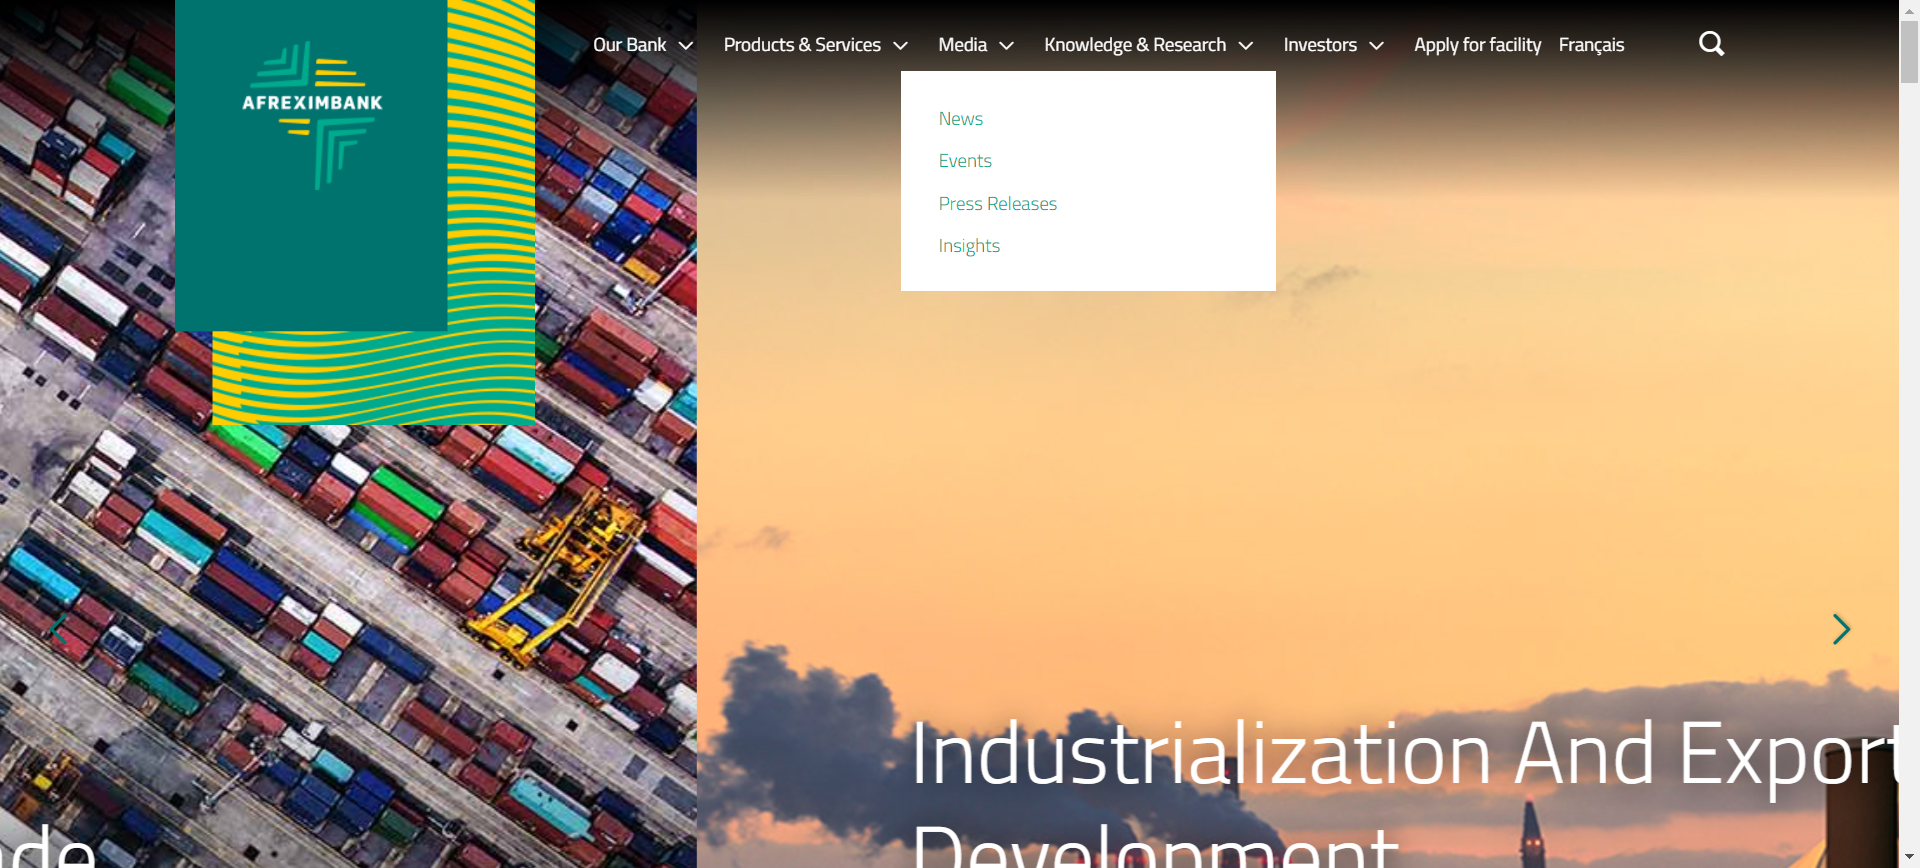 AFREXIMBANK
Our Bank Products & Services Media Knowledge & Research Investors Apply for facility Français
News
Events
Press Releases
Insights
Industrialization And Export
Development
de